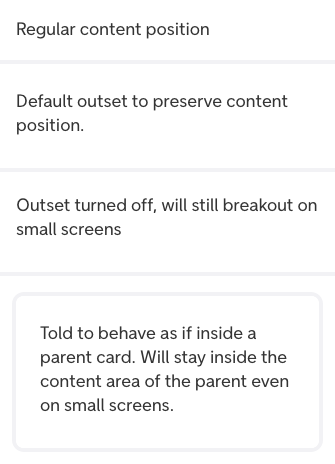 Regular content position
Default outset to preserve content
position.
Outset turned off, will still breakout on
small screens
Told to behave as if inside a
parent card. Will stay inside the
content area of the parent even
on small screens.